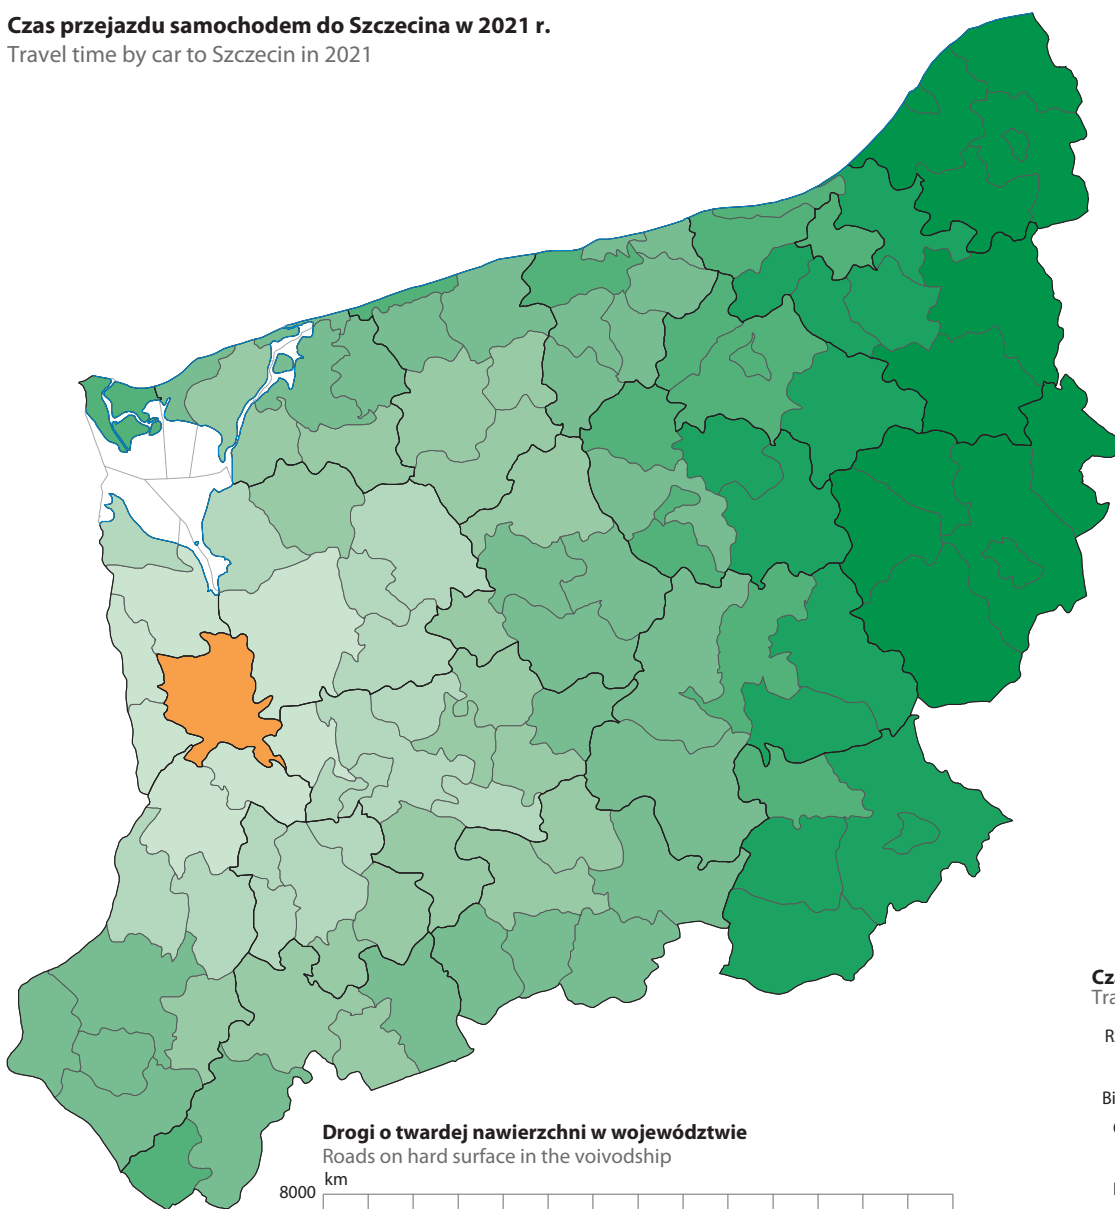 Czas przejazdu samochodem do Szczecina w 2021 r.
Travel time by car to Szczecin in 2021
Drogi o twardej nawierzchni w województwie
Roads on hard surface in the voivodship
km
8000